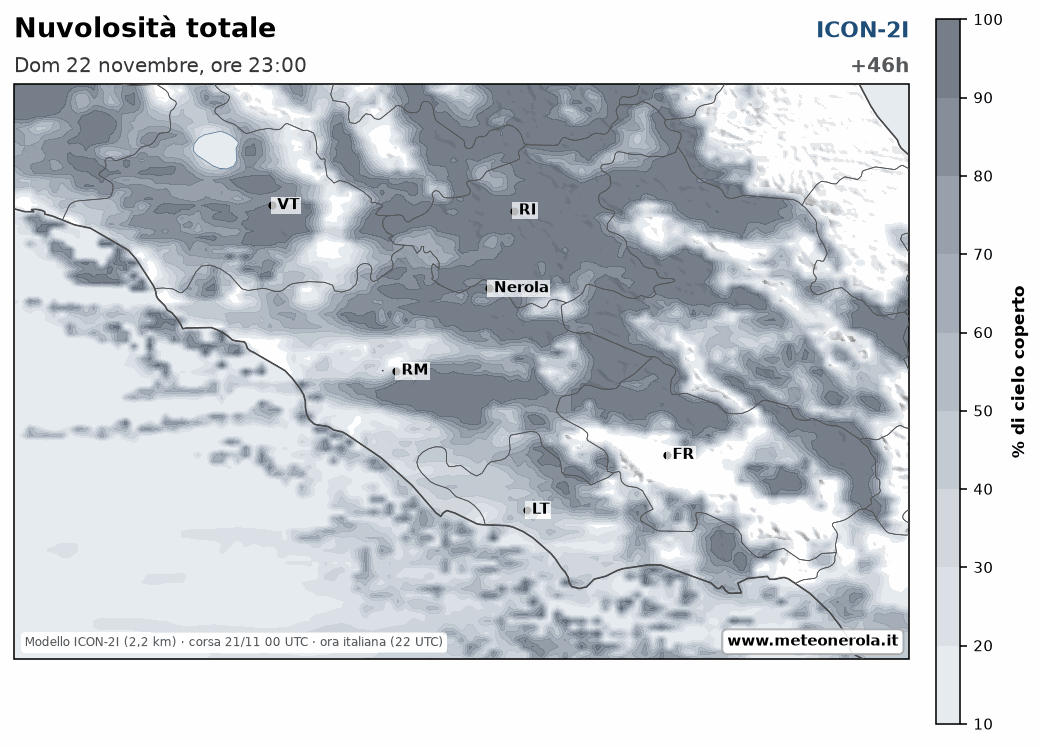 Nuvolosità totale
ICON-2I
Dom 22 novembre, ore 23:00
+46h
VT
RI
Nerola
RM
FR
LT
Modello ICON-2I (2,2 km) · corsa 21/11 00 UTC · ora italiana (22 UTC)
www.meteonerola.it
100
90
80
70
60
50
40
30
20
10
% di cielo coperto